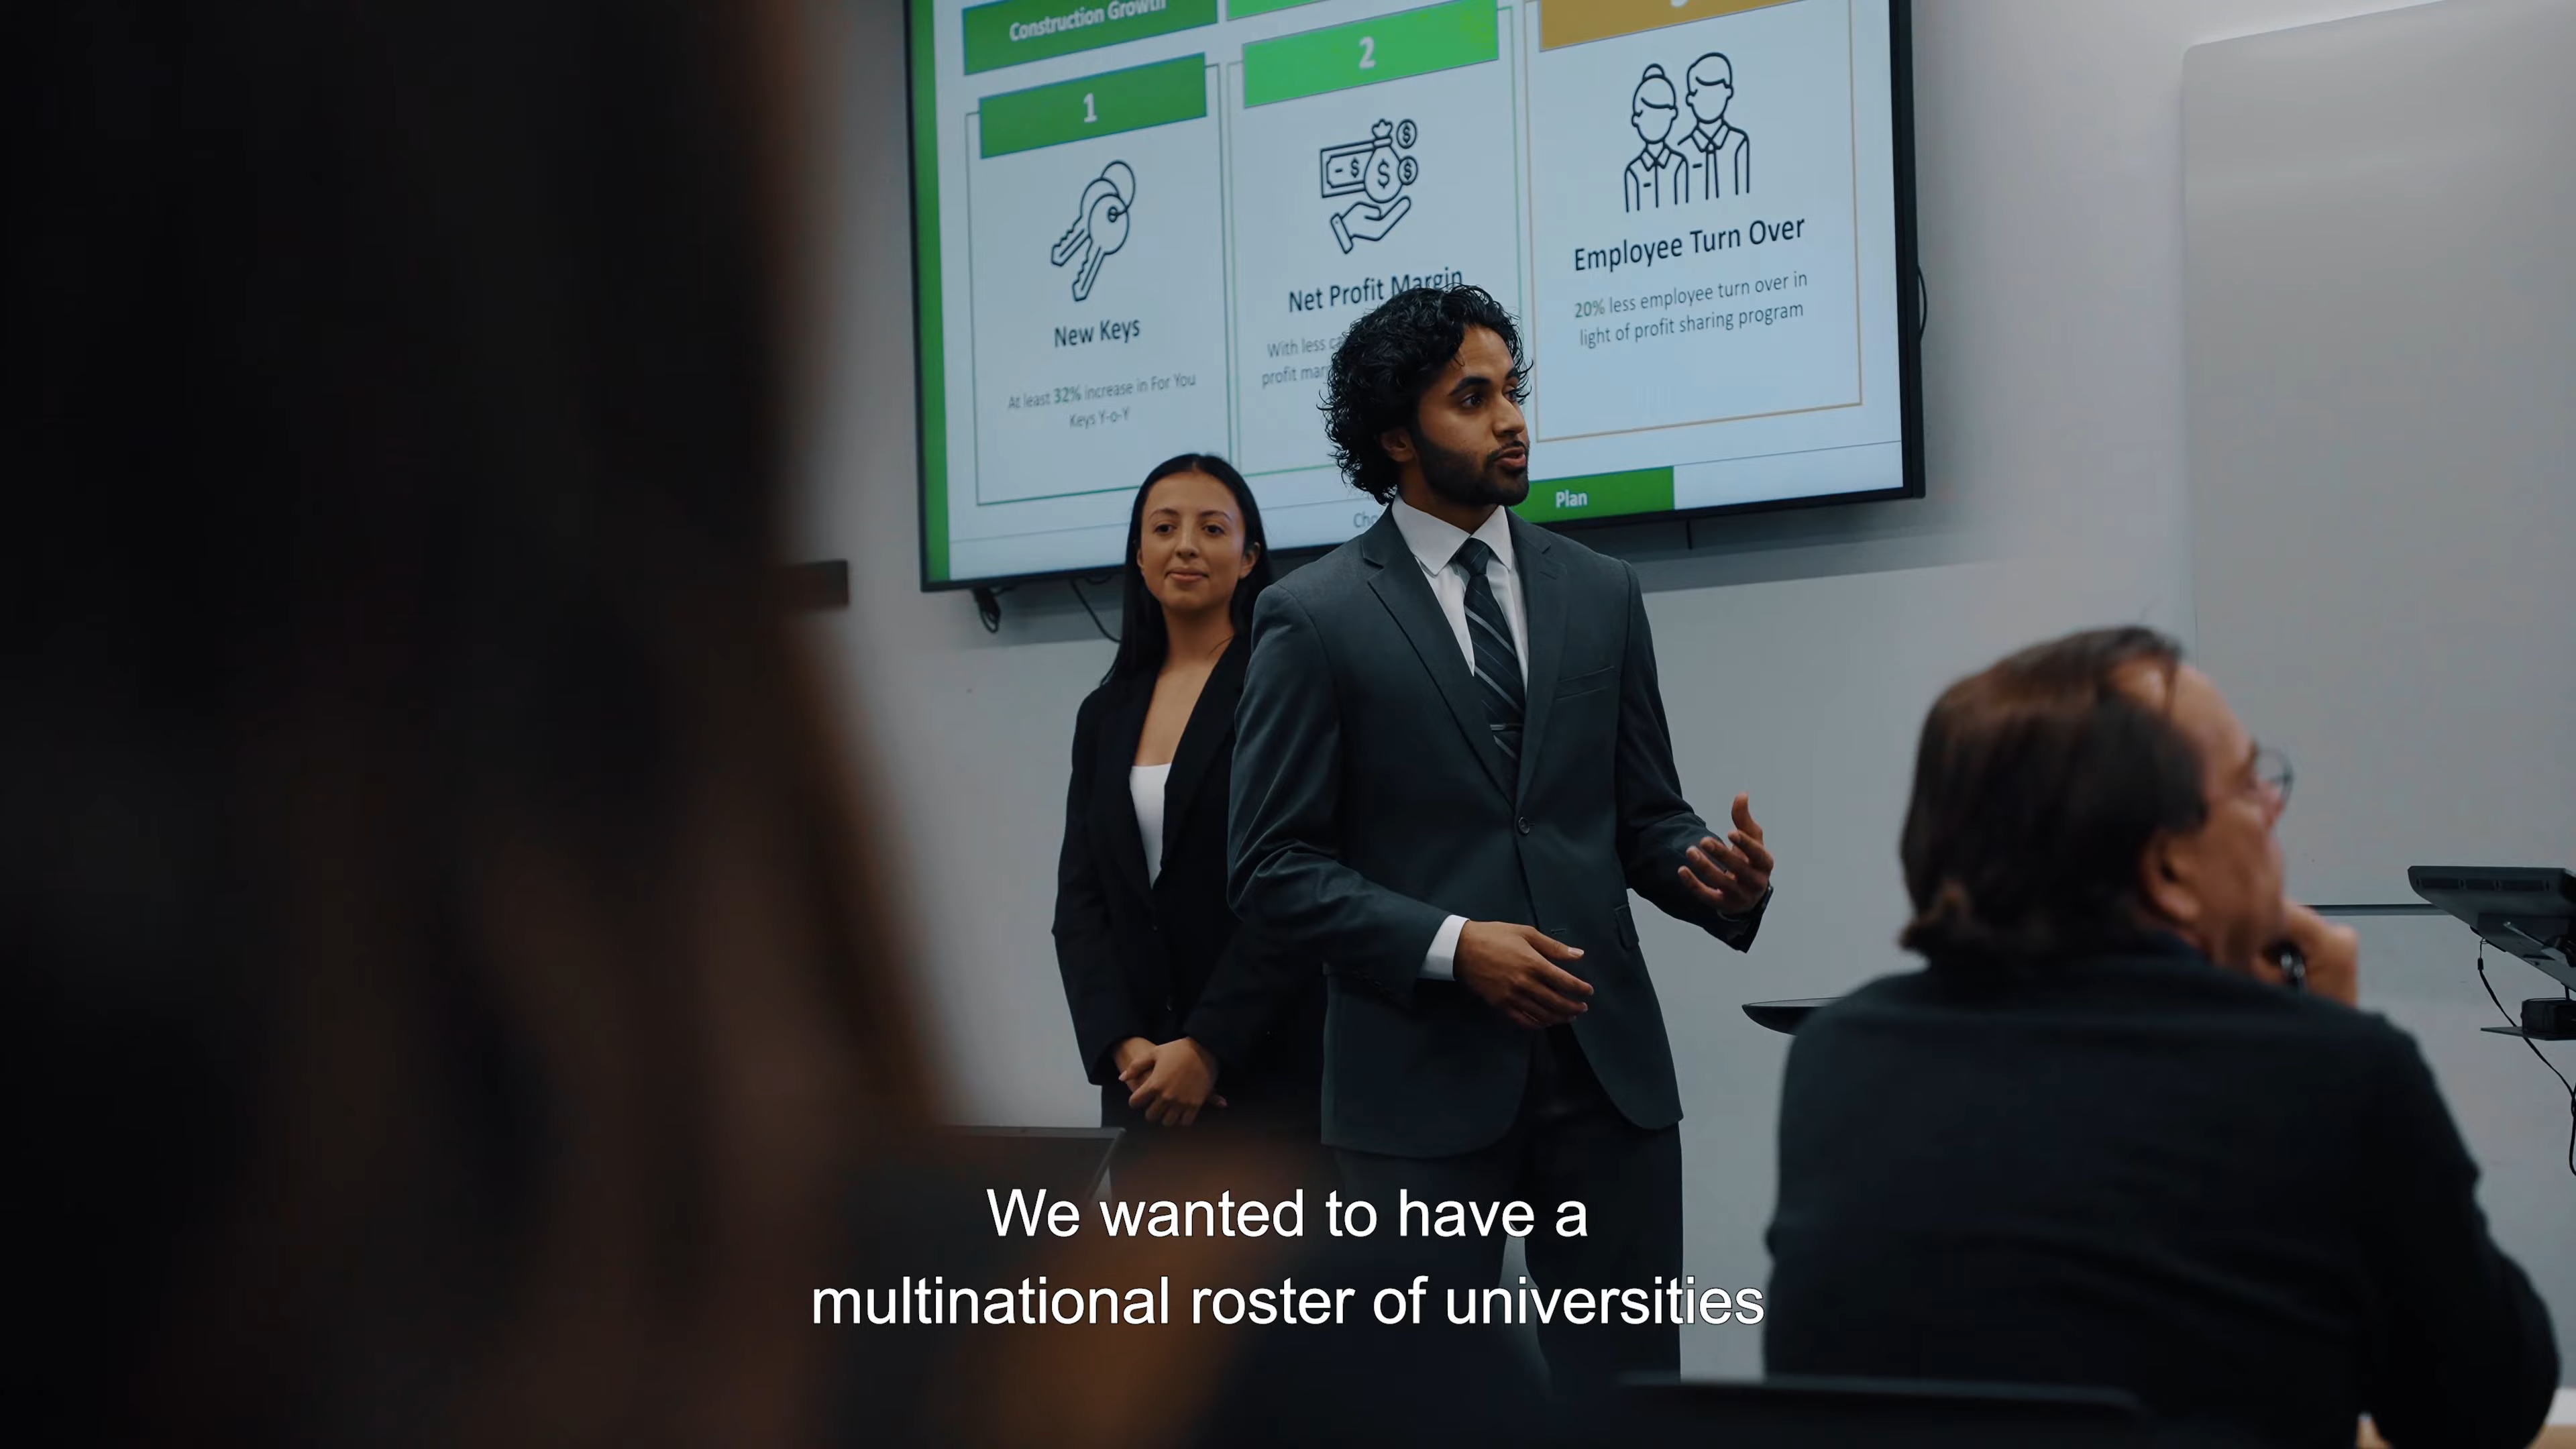 Construction Growth
1
New Keys
At least 32% increase in For You
Keys Y-o-Y
2
Net Profit Margin
With less
profit
Employee Turn Over
20% less employee turn over in
light of profit sharing program
Plan
We wanted to have a
multinational roster of universities